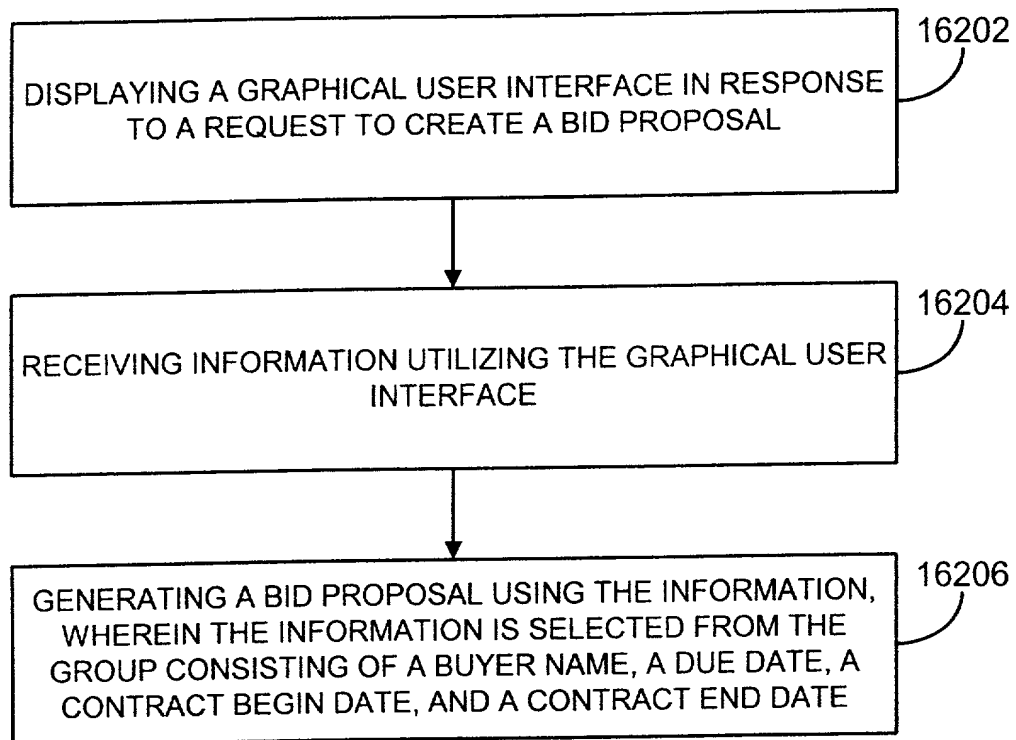 16202
DISPLAYING A GRAPHICAL USER INTERFACE IN RESPONSE
TO A REQUEST TO CREATE A BID PROPOSAL
16204
RECEIVING INFORMATION UTILIZING THE GRAPHICAL USER
INTERFACE
16206
GENERATING A BID PROPOSAL USING THE INFORMATION,
WHEREIN THE INFORMATION IS SELECTED FROM THE
GROUP CONSISTING OF A BUYER NAME, A DUE DATE, A
CONTRACT BEGIN DATE, AND A CONTRACT END DATE